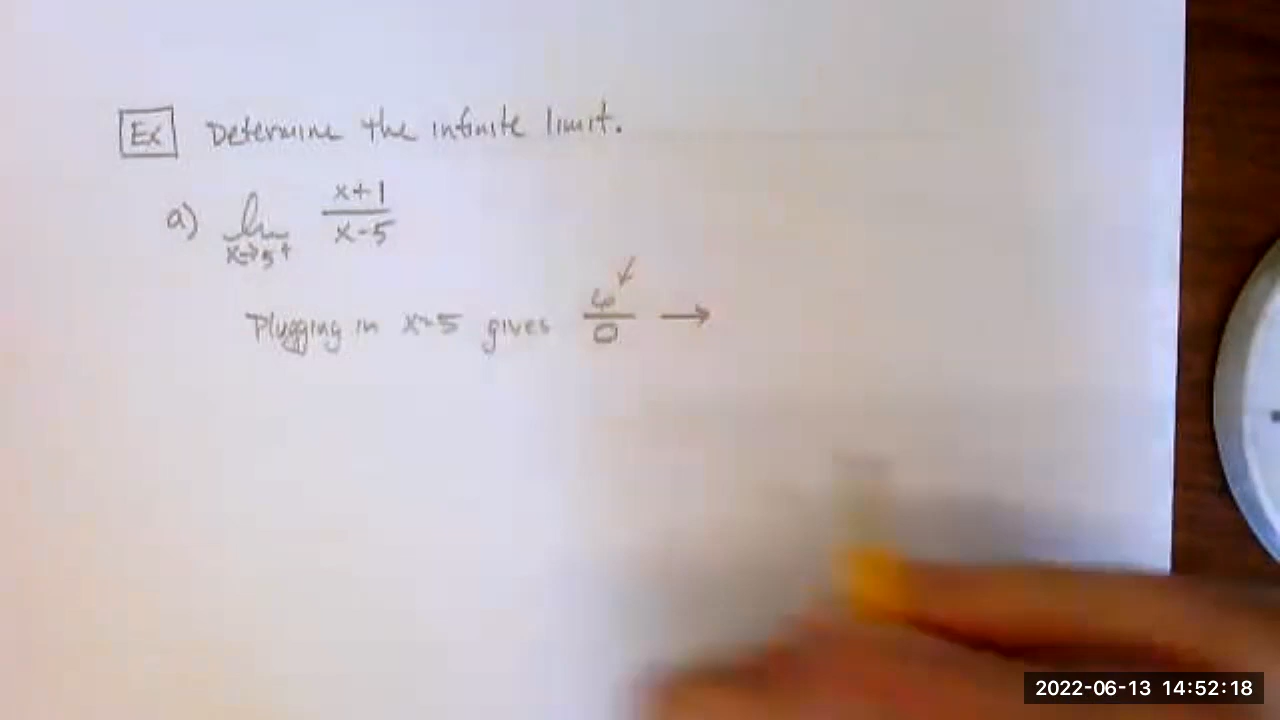 Ex Determine the infinite limit.
a) lim x→5⁺ x+1 / x-5
Plugging in x=5 gives 6/0 →
2022-06-13 14:52:18